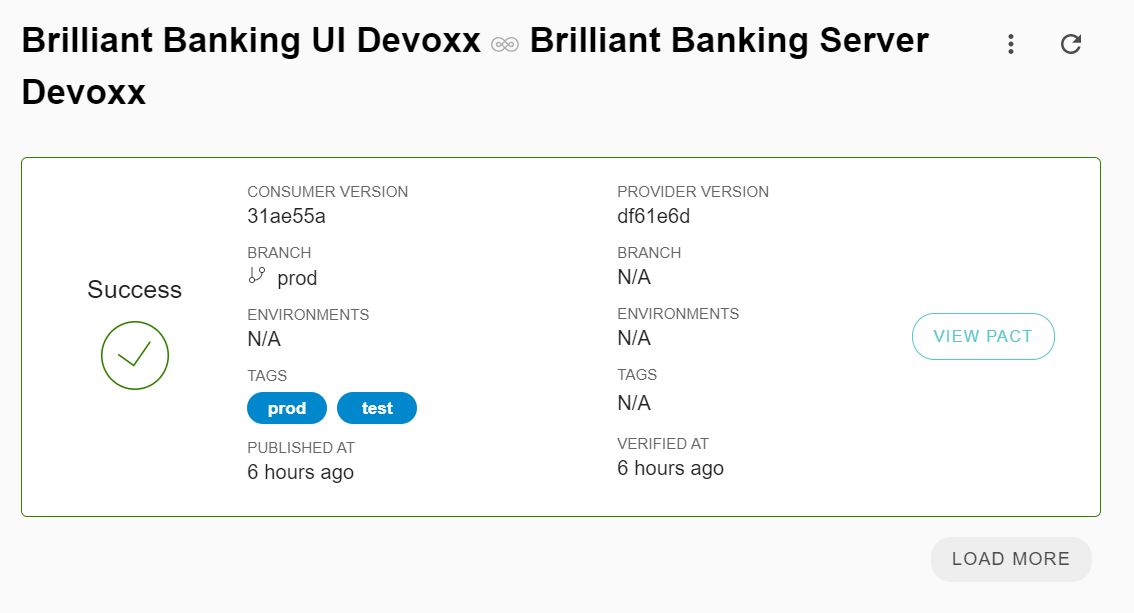 Brilliant Banking UI Devoxx Brilliant Banking Server
Devoxx
Success
CONSUMER VERSION
31ae55a
BRANCH
prod
ENVIRONMENTS
N/A
TAGS
prod test
PUBLISHED AT
6 hours ago
PROVIDER VERSION
df61e6d
BRANCH
N/A
ENVIRONMENTS
N/A
TAGS
N/A
VERIFIED AT
6 hours ago
VIEW PACT
LOAD MORE